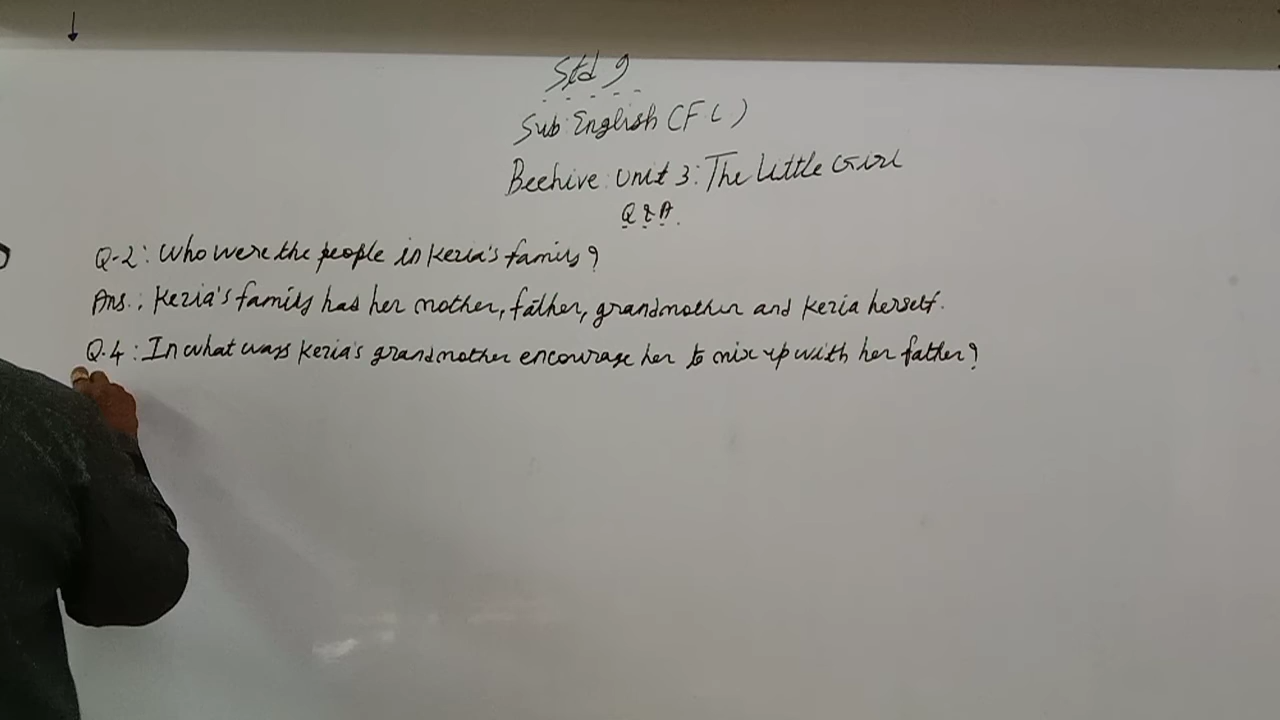 Std 9
Sub: English (FL)
Beehive: Unit 3: The Little Girl
Q & A.
Q-2: Who were the people in Kezia's family?
Ans.: Kezia's family has her mother, father, grandmother and Kezia herself.
Q.4: In what ways Kezia's grandmother encourage her to mix up with her father?